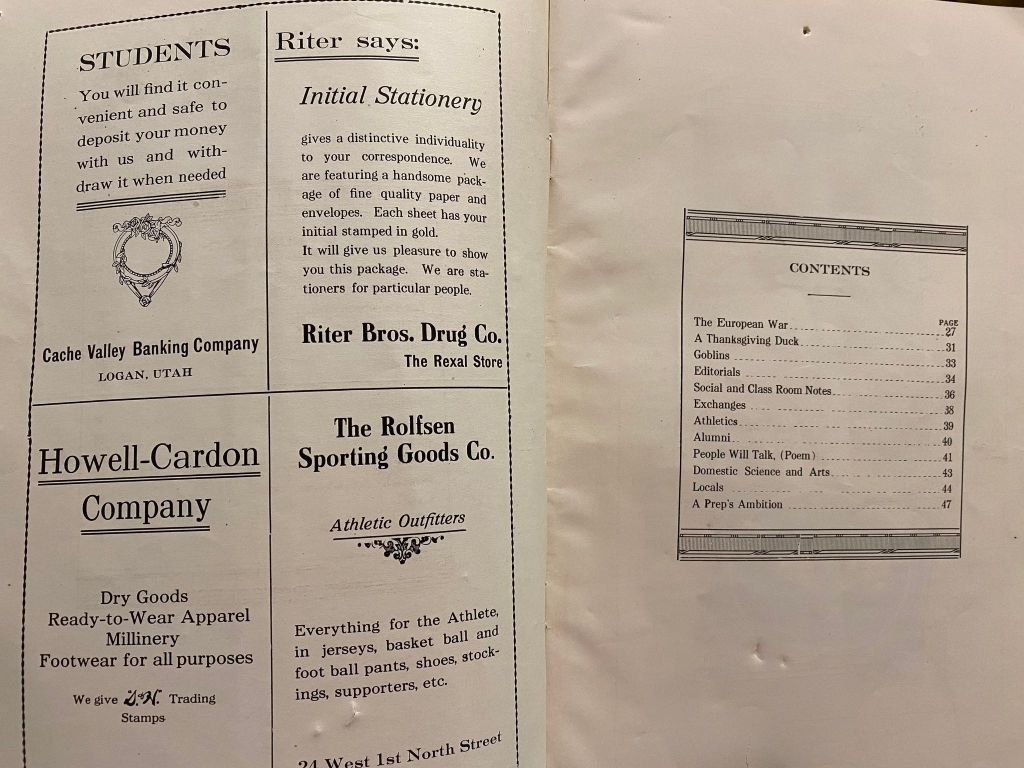 STUDENTS
You will find it con-
venient and safe to
deposit your money
with us and with-
draw it when needed
Cache Valley Banking Company
LOGAN, UTAH
Riter says:
Initial Stationery
gives a distinctive individuality
to your correspondence. We
are featuring a handsome pack-
age of fine quality paper and
envelopes. Each sheet has your
initial stamped in gold.
It will give us pleasure to show
you this package. We are sta-
tioners for particular people.
Riter Bros. Drug Co.
The Rexal Store
Howell-Cardon
Company
Dry Goods
Ready-to-Wear Apparel
Millinery
Footwear for all purposes
We give S.&H. Trading
Stamps
The Rolfsen
Sporting Goods Co.
Athletic Outfitters
Everything for the Athlete,
in jerseys, basket ball and
foot ball pants, shoes, stock-
ings, supporters, etc.
24 West 1st North Street
CONTENTS
PAGE
The European War 27
A Thanksgiving Duck 31
Goblins 33
Editorials 34
Social and Class Room Notes 36
Exchanges 38
Athletics 39
Alumni 40
People Will Talk, (Poem) 41
Domestic Science and Arts 43
Locals 44
A Prep's Ambition 47